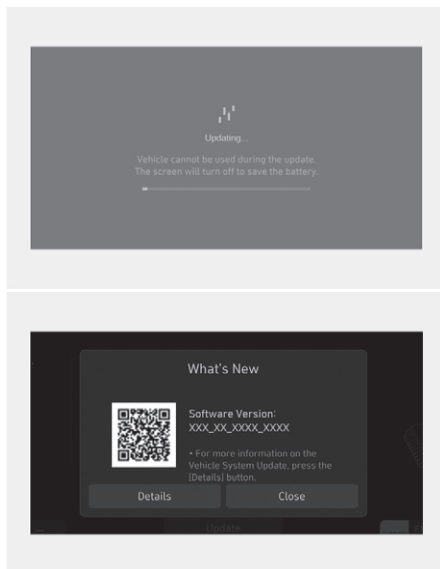 Updating...
Vehicle cannot be used during the update.
The screen will turn off to save the battery.
What's New
Software Version:
XXX_XX_XXXX_XXXX
• For more information on the
Vehicle System Update, press the
[Details] button.
Details
Close
Update